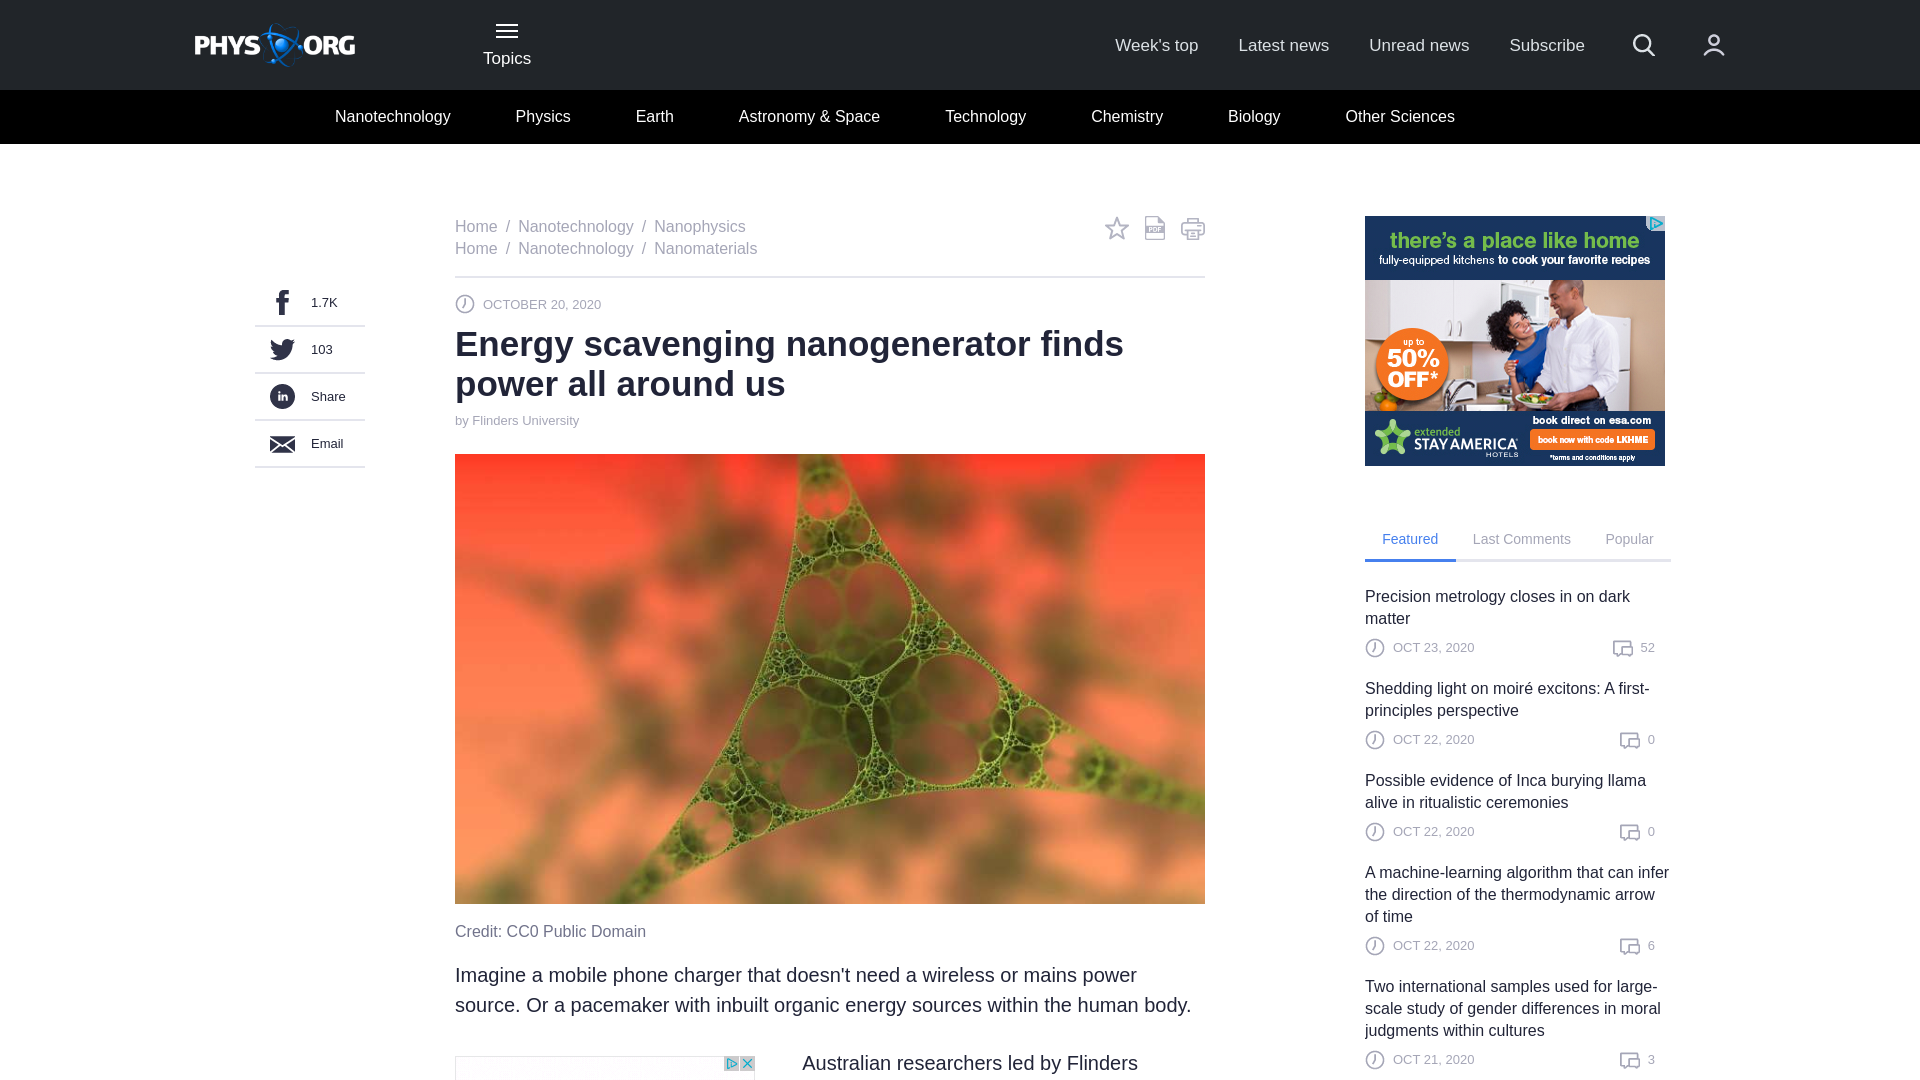 PHYS ORG
Topics
Week's top
Latest news
Unread news
Subscribe
Nanotechnology
Physics
Earth
Astronomy & Space
Technology
Chemistry
Biology
Other Sciences
Home / Nanotechnology / Nanophysics
Home / Nanotechnology / Nanomaterials
PDF
1.7K
103
in
Share
Email
OCTOBER 20, 2020
Energy scavenging nanogenerator finds
power all around us
by Flinders University
Credit: CC0 Public Domain
Imagine a mobile phone charger that doesn't need a wireless or mains power
source. Or a pacemaker with inbuilt organic energy sources within the human body.
Australian researchers led by Flinders
there's a place like home
fully-equipped kitchens to cook your favorite recipes
up to
50%
OFF*
extended
STAY AMERICA
HOTELS
book direct on esa.com
book now with code LKHME
*terms and conditions apply
Featured
Last Comments
Popular
Precision metrology closes in on dark
matter
OCT 23, 2020
52
Shedding light on moiré excitons: A first-
principles perspective
OCT 22, 2020
0
Possible evidence of Inca burying llama
alive in ritualistic ceremonies
OCT 22, 2020
0
A machine-learning algorithm that can infer
the direction of the thermodynamic arrow
of time
OCT 22, 2020
6
Two international samples used for large-
scale study of gender differences in moral
judgments within cultures
OCT 21, 2020
3